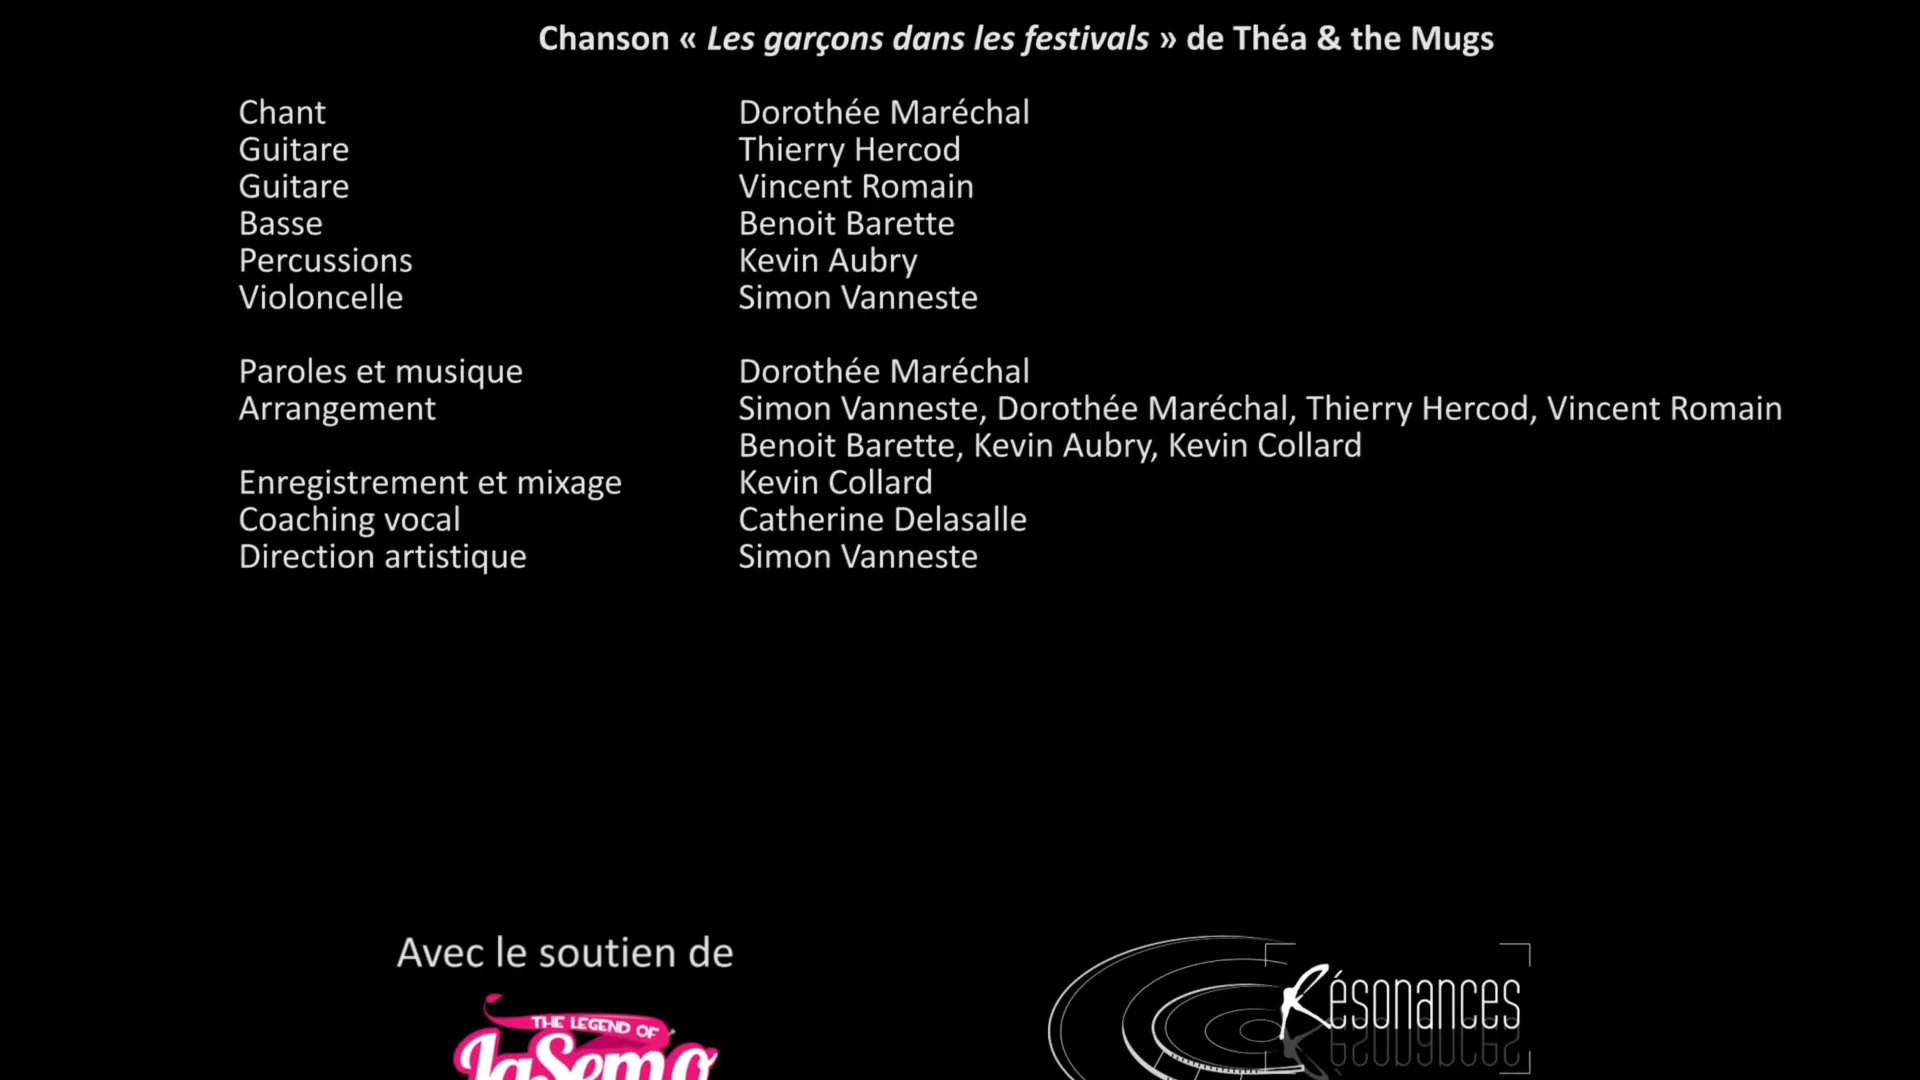 Chanson « Les garçons dans les festivals » de Théa & the Mugs
Chant Dorothée Maréchal
Guitare Thierry Hercod
Guitare Vincent Romain
Basse Benoit Barette
Percussions Kevin Aubry
Violoncelle Simon Vanneste
Paroles et musique Dorothée Maréchal
Arrangement Simon Vanneste, Dorothée Maréchal, Thierry Hercod, Vincent Romain
Benoit Barette, Kevin Aubry, Kevin Collard
Enregistrement et mixage Kevin Collard
Coaching vocal Catherine Delasalle
Direction artistique Simon Vanneste
Avec le soutien de
THE LEGEND OF
LaSemo
Résonances